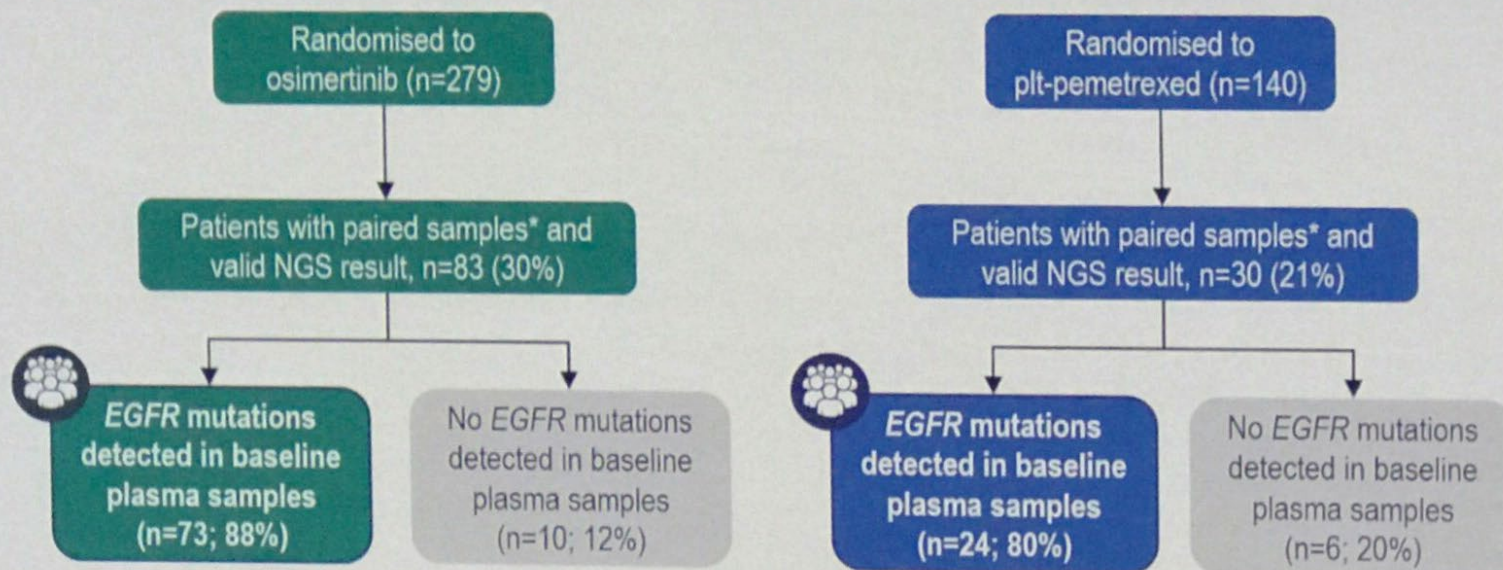 Randomised to
osimertinib (n=279)
Patients with paired samples* and
valid NGS result, n=83 (30%)
EGFR mutations
detected in baseline
plasma samples
(n=73; 88%)
No EGFR mutations
detected in baseline
plasma samples
(n=10; 12%)
Randomised to
plt-pemetrexed (n=140)
Patients with paired samples* and
valid NGS result, n=30 (21%)
EGFR mutations
detected in baseline
plasma samples
(n=24; 80%)
No EGFR mutations
detected in baseline
plasma samples
(n=6; 20%)